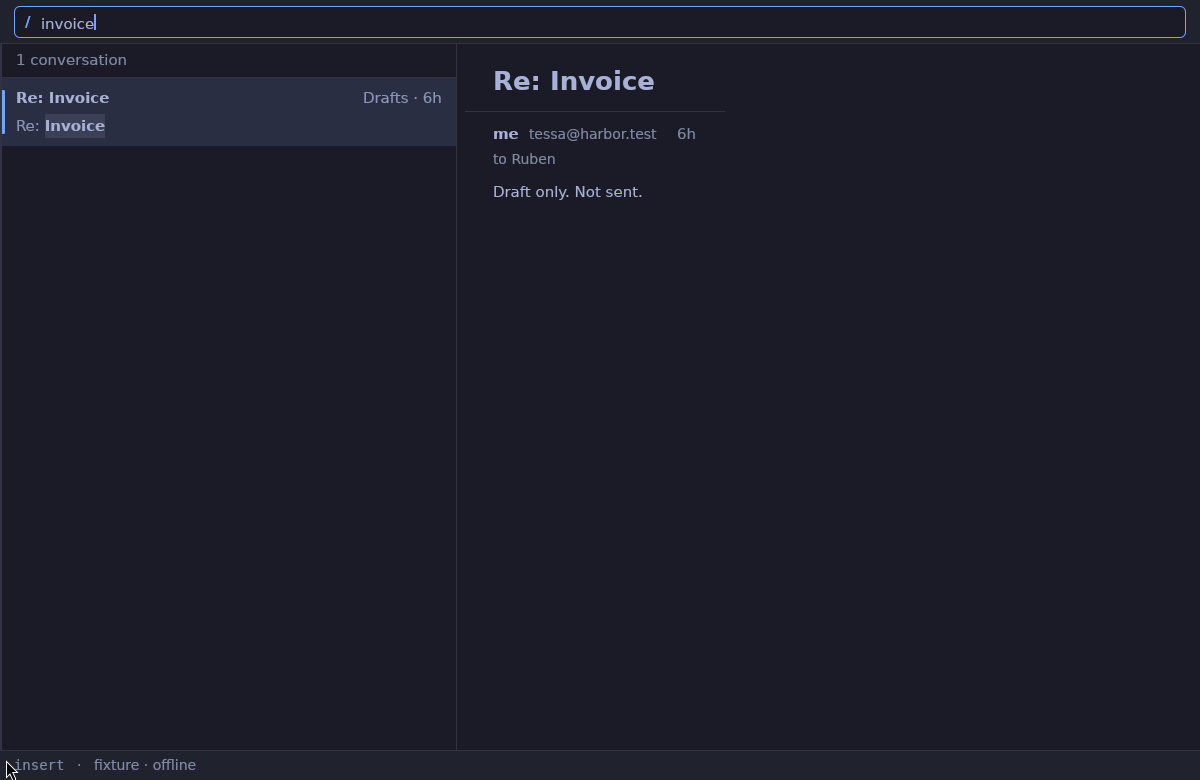 / invoice
1 conversation
Re: Invoice Drafts · 6h
Re: Invoice
Re: Invoice
me tessa@harbor.test 6h
to Ruben
Draft only. Not sent.
insert · fixture · offline